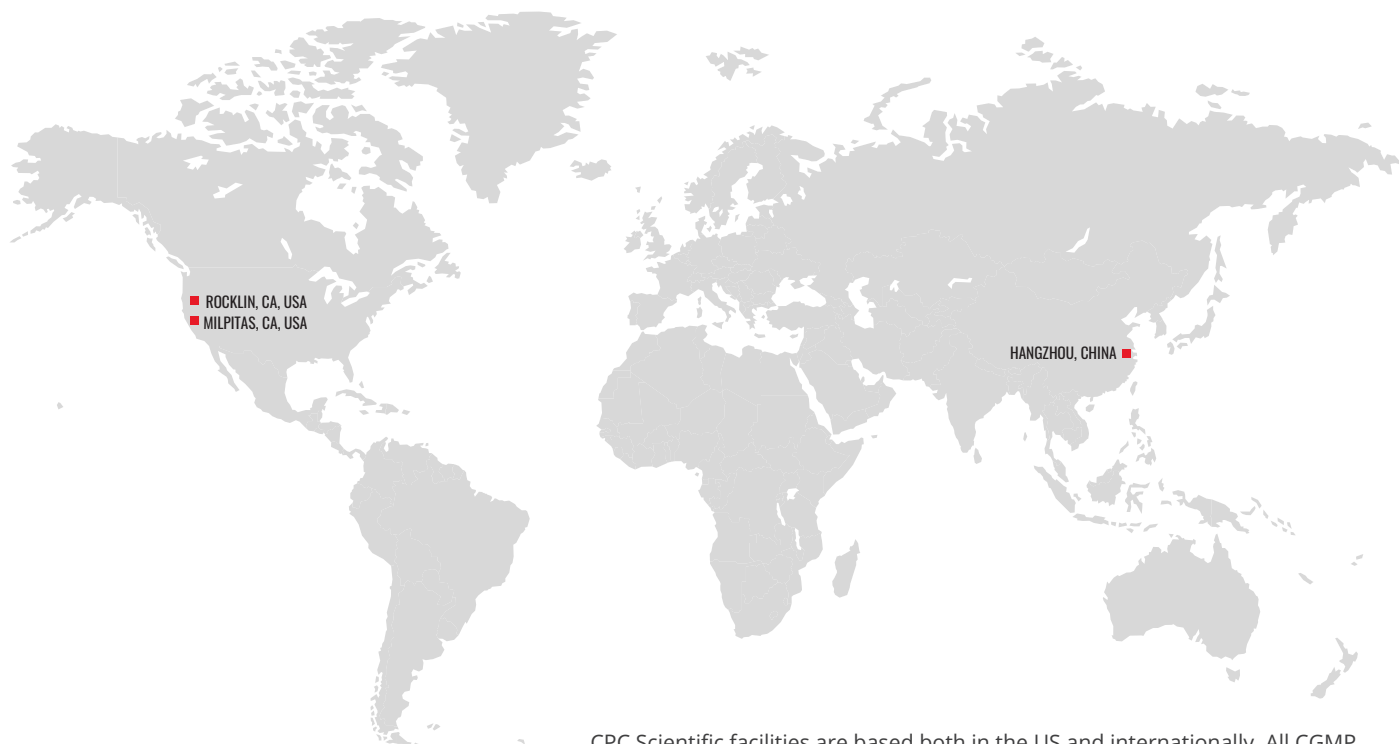 ROCKLIN, CA, USA
MILPITAS, CA, USA
HANGZHOU, CHINA
CPC Scientific facilities are based both in the US and internationally. All CGMP